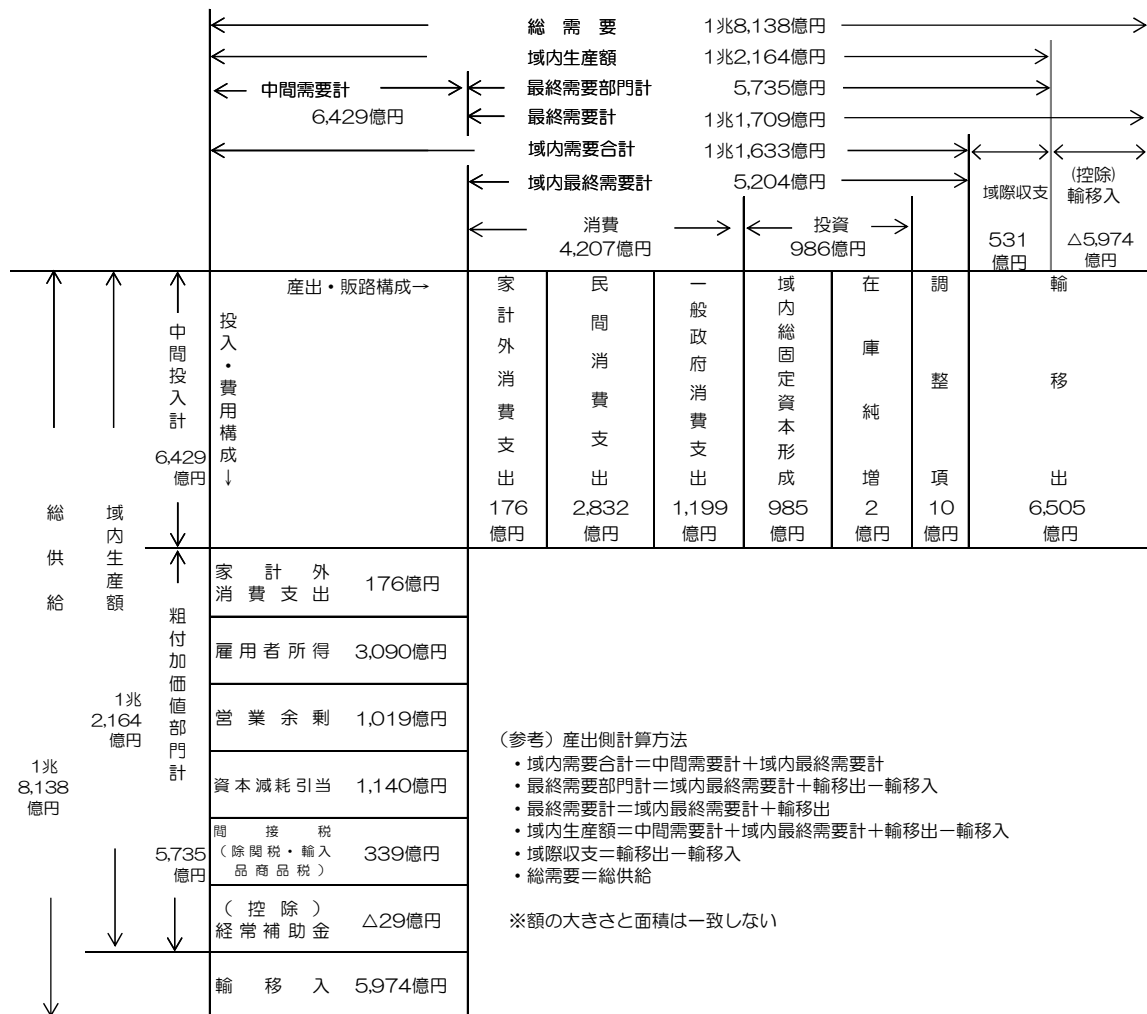 総需要 1兆8,138億円
域内生産額 1兆2,164億円
中間需要計 最終需要部門計 5,735億円
6,429億円 最終需要計 1兆1,709億円
域内需要合計 1兆1,633億円
域内最終需要計 5,204億円
域際収支
531
億円
(控除)
輸移入
△5,974
億円
消費
4,207億円
投資
986億円
産出・販路構成→
投入・費用構成↓
家計外消費支出
176
億円
民間消費支出
2,832
億円
一般政府消費支出
1,199
億円
域内総固定資本形成
985
億円
在庫純増
2
億円
調整項
10
億円
輸移出
6,505
億円
中間投入計
6,429
億円
総供給
1兆
8,138
億円
域内生産額
1兆
2,164
億円
粗付加価値部門計
5,735
億円
家計外
消費支出 176億円
雇用者所得 3,090億円
営業余剰 1,019億円
資本減耗引当 1,140億円
間接税
(除関税・輸入
品商品税) 339億円
(控除)
経常補助金 △29億円
輸移入 5,974億円
(参考)産出側計算方法
・域内需要合計=中間需要計+域内最終需要計
・最終需要部門計=域内最終需要計+輸移出-輸移入
・最終需要計=域内最終需要計+輸移出
・域内生産額=中間需要計+域内最終需要計+輸移出-輸移入
・域際収支=輸移出-輸移入
・総需要=総供給
※額の大きさと面積は一致しない